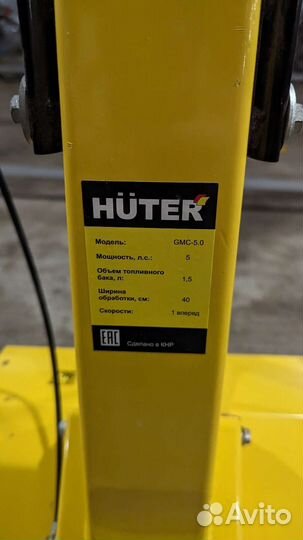 HÜTER
Модель: GMC-5.0
Мощность, л.с.: 5
Объем топливного
бака, л: 1,5
Ширина
обработки, см: 40
Скорости: 1 вперед
EAC Сделано в КНР
Avito